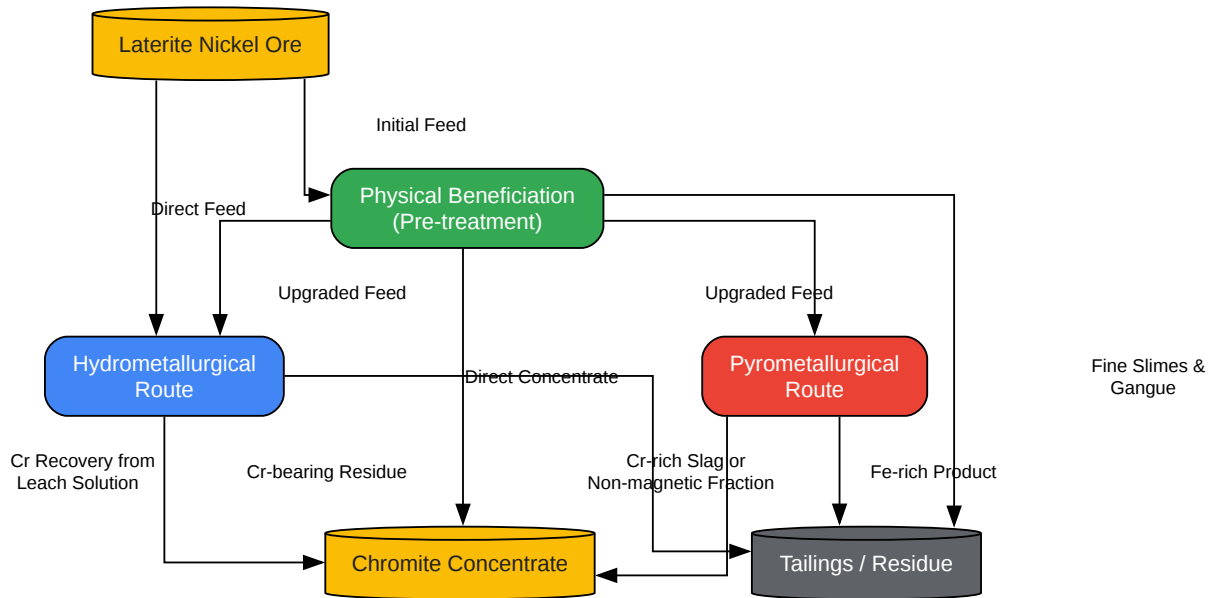 Laterite Nickel Ore
Initial Feed
Physical Beneficiation
(Pre-treatment)
Direct Feed
Upgraded Feed
Upgraded Feed
Hydrometallurgical
Route
Direct Concentrate
Pyrometallurgical
Route
Fine Slimes &
Gangue
Cr Recovery from
Leach Solution
Cr-bearing Residue
Cr-rich Slag or
Non-magnetic Fraction
Fe-rich Product
Chromite Concentrate
Tailings / Residue